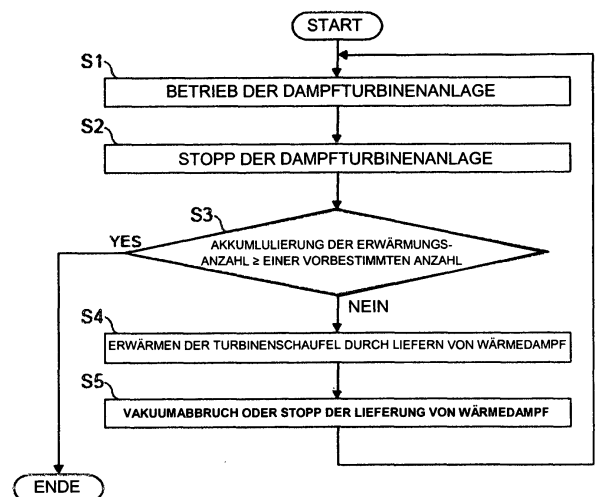 START
S1
BETRIEB DER DAMPFTURBINENANLAGE
S2
STOPP DER DAMPFTURBINENANLAGE
S3
YES
AKKUMLULIERUNG DER ERWÄRMUNGS-
ANZAHL ≥ EINER VORBESTIMMTEN ANZAHL
NEIN
S4
ERWÄRMEN DER TURBINENSCHAUFEL DURCH LIEFERN VON WÄRMEDAMPF
S5
VAKUUMABBRUCH ODER STOPP DER LIEFERUNG VON WÄRMEDAMPF
ENDE